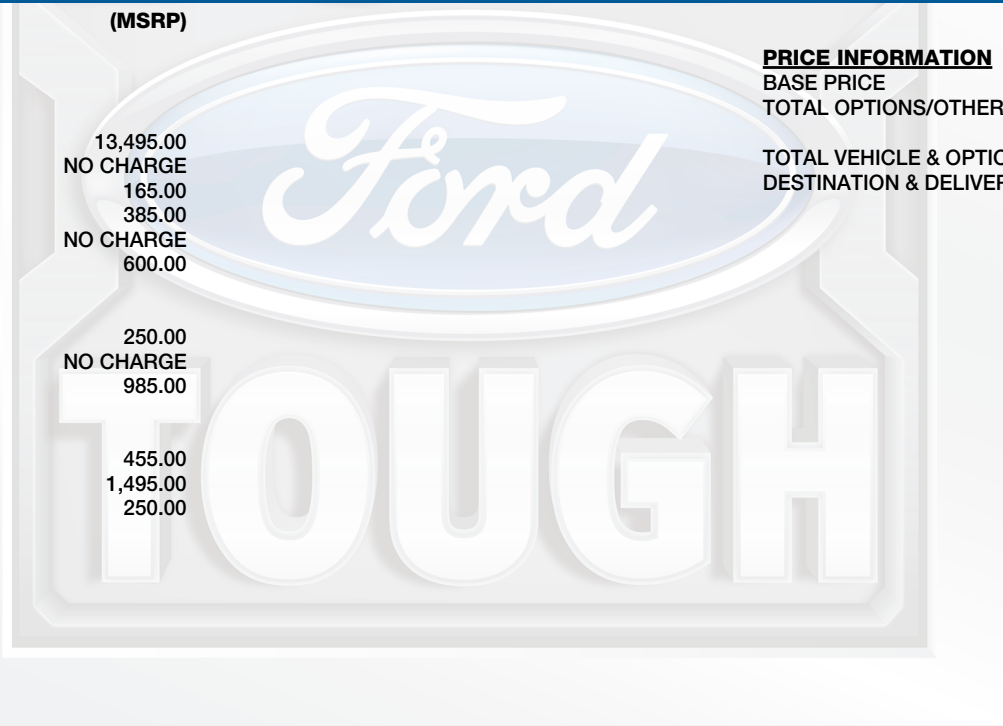 (MSRP)
13,495.00
NO CHARGE
165.00
385.00
NO CHARGE
600.00
250.00
NO CHARGE
985.00
455.00
1,495.00
250.00
PRICE INFORMATION
BASE PRICE
TOTAL OPTIONS/OTHER
TOTAL VEHICLE & OPTIO
DESTINATION & DELIVER
Ford
TOUGH